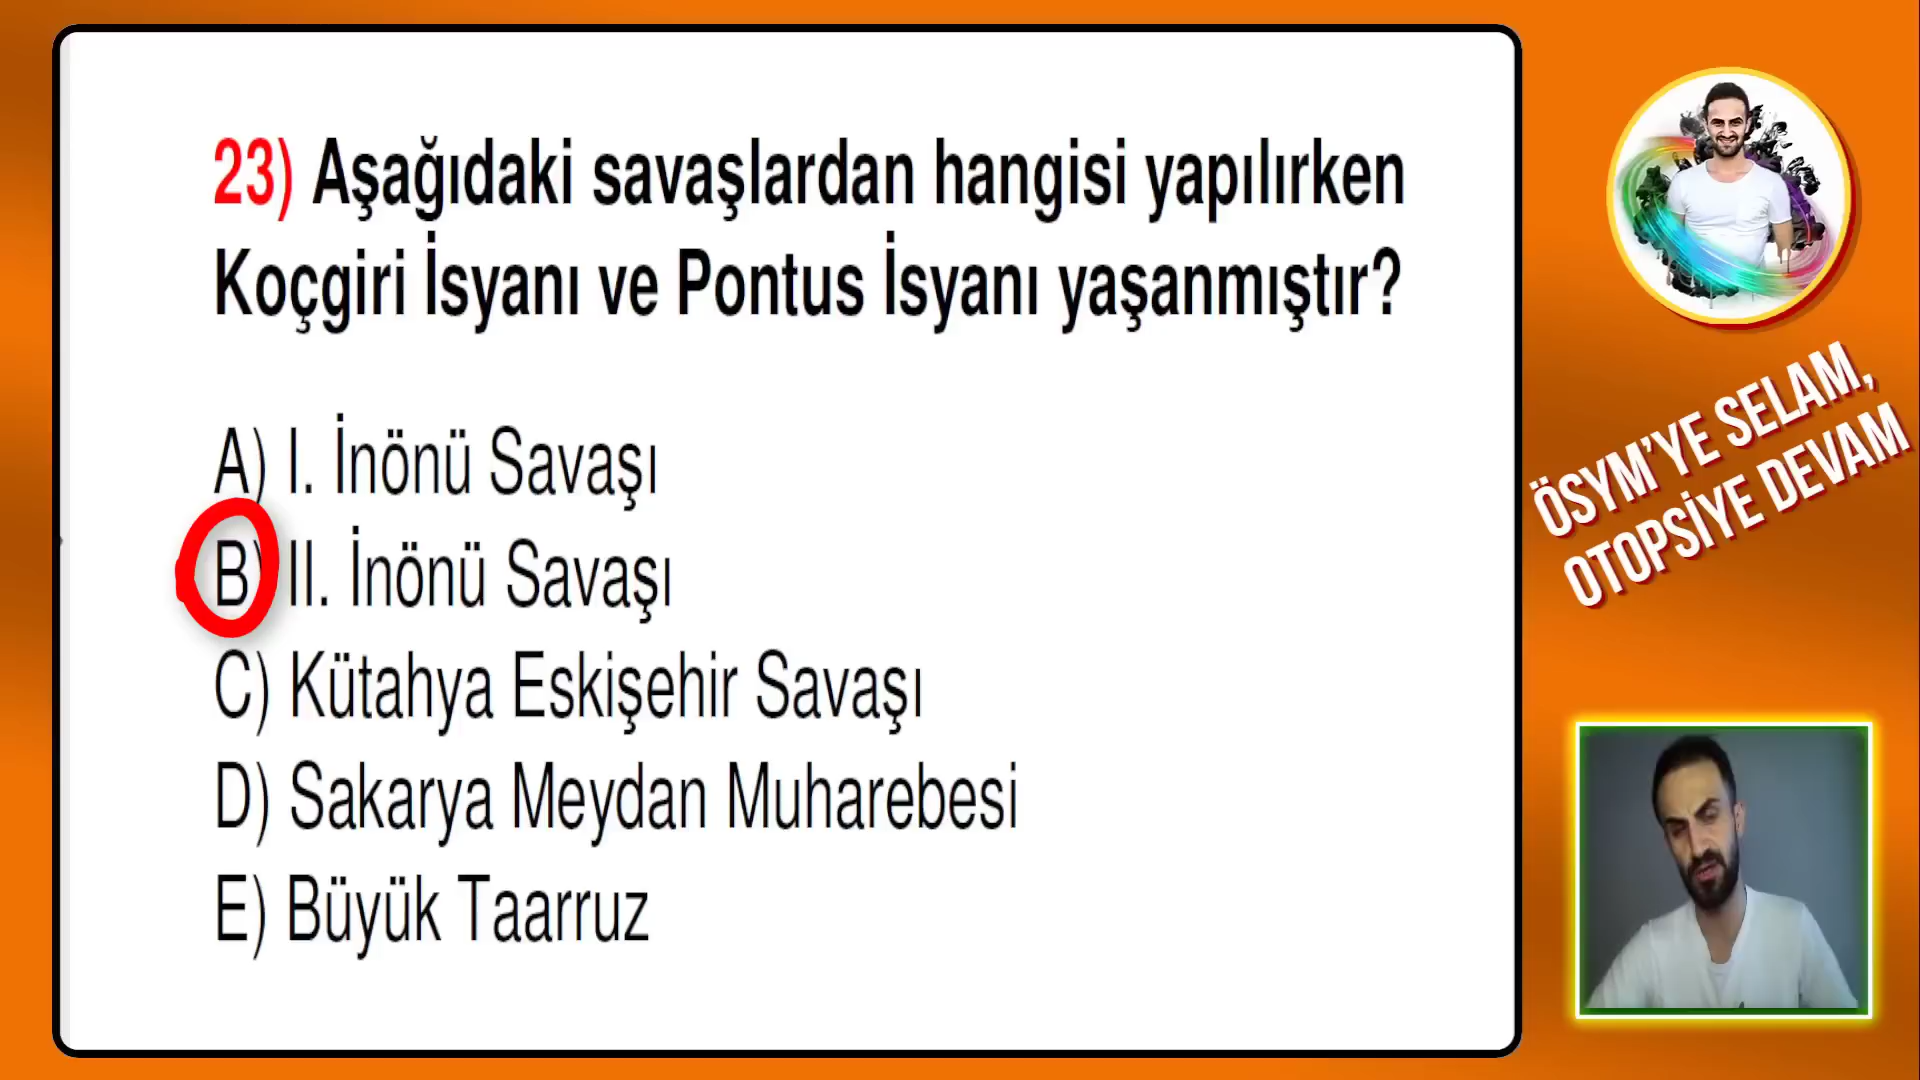 23) Aşağıdaki savaşlardan hangisi yapılırken
Koçgiri İsyanı ve Pontus İsyanı yaşanmıştır?
A) I. İnönü Savaşı
B) II. İnönü Savaşı
C) Kütahya Eskişehir Savaşı
D) Sakarya Meydan Muharebesi
E) Büyük Taarruz
ÖSYM'YE SELAM,
OTOPSİYE DEVAM